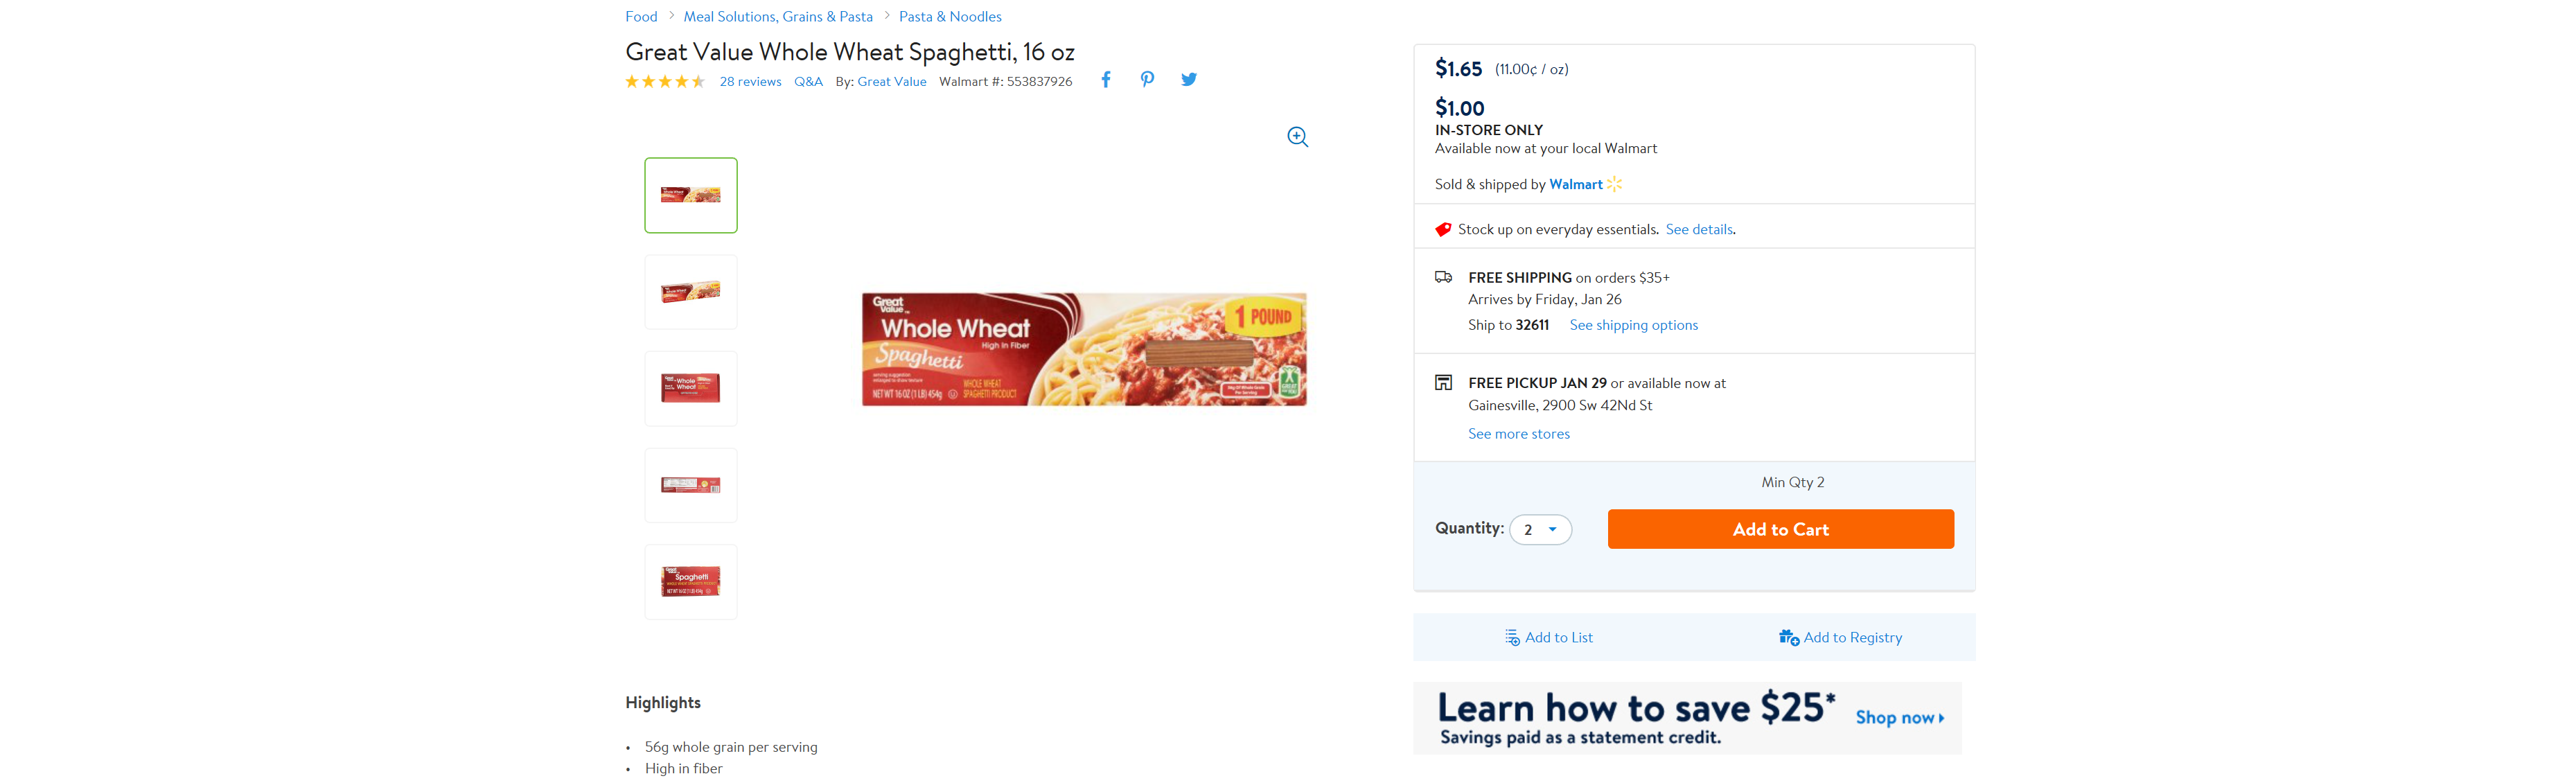 Food > Meal Solutions, Grains & Pasta > Pasta & Noodles
Great Value Whole Wheat Spaghetti, 16 oz
28 reviews Q&A By: Great Value Walmart #: 553837926
Great Value
Whole Wheat
High in Fiber
Spaghetti
1 POUND
WHOLE WHEAT
SPAGHETTI PRODUCT
NET WT 16 OZ (1 LB) 454g
Highlights
• 56g whole grain per serving
• High in fiber
$1.65 (11.00¢ / oz)
$1.00
IN-STORE ONLY
Available now at your local Walmart
Sold & shipped by Walmart
Stock up on everyday essentials. See details.
FREE SHIPPING on orders $35+
Arrives by Friday, Jan 26
Ship to 32611 See shipping options
FREE PICKUP JAN 29 or available now at
Gainesville, 2900 Sw 42Nd St
See more stores
Min Qty 2
Quantity: 2 Add to Cart
Add to List Add to Registry
Learn how to save $25* Shop now
Savings paid as a statement credit.